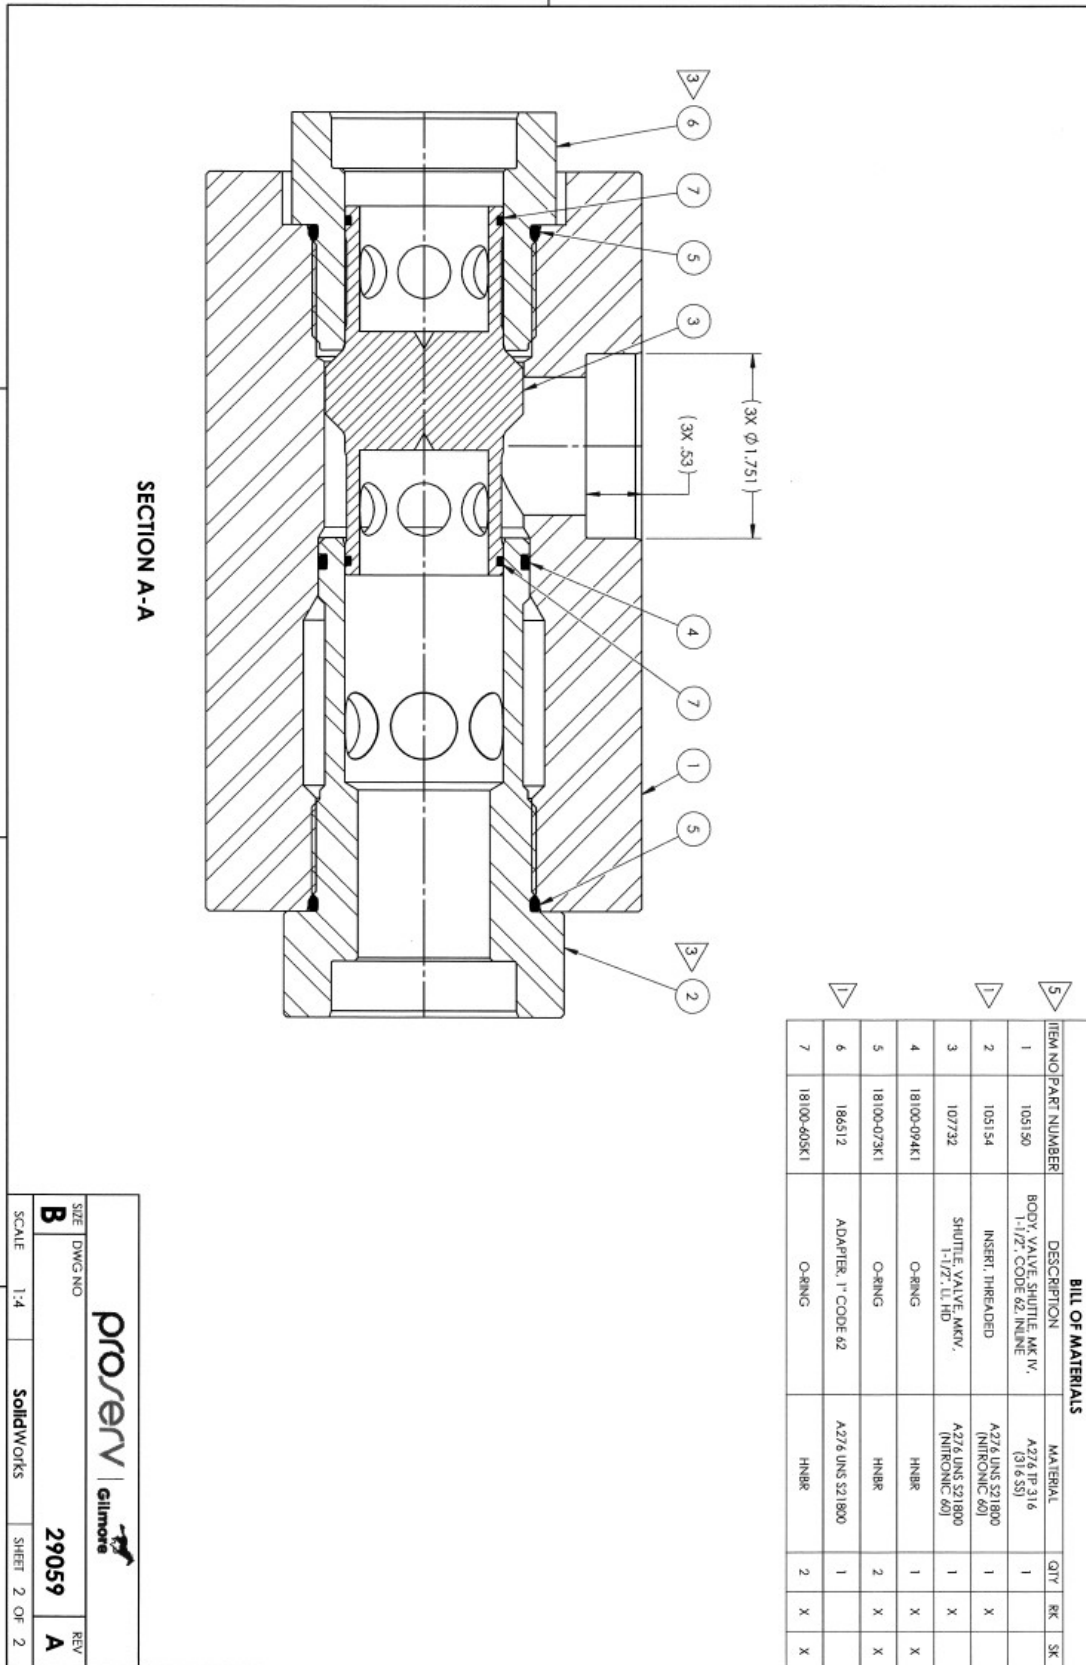 3
6
7
5
3
(3X Ø 1.751)
(3X .53)
4
7
1
5
3
2
SECTION A-A
BILL OF MATERIALS
5
ITEM NO PART NUMBER DESCRIPTION MATERIAL QTY RK SK
1 105150 BODY, VALVE, SHUTTLE, MK IV, 1-1/2", CODE 62, INLINE A276 TP 316 (316 SS) 1
1 2 105154 INSERT, THREADED A276 UNS S21800 (NITRONIC 60) 1 X
3 107732 SHUTTLE, VALVE, MKIV, 1-1/2", LI, HD A276 UNS S21800 (NITRONIC 60) 1 X
4 18100-094K1 O-RING HNBR 1 X X
5 18100-073K1 O-RING HNBR 2 X X
1 6 186512 ADAPTER, 1" CODE 62 A276 UNS S21800 1
7 18100-605K1 O-RING HNBR 2 X X
proserv | Gilmore
SIZE DWG NO REV
B 29059 A
SCALE 1:4 SolidWorks SHEET 2 OF 2